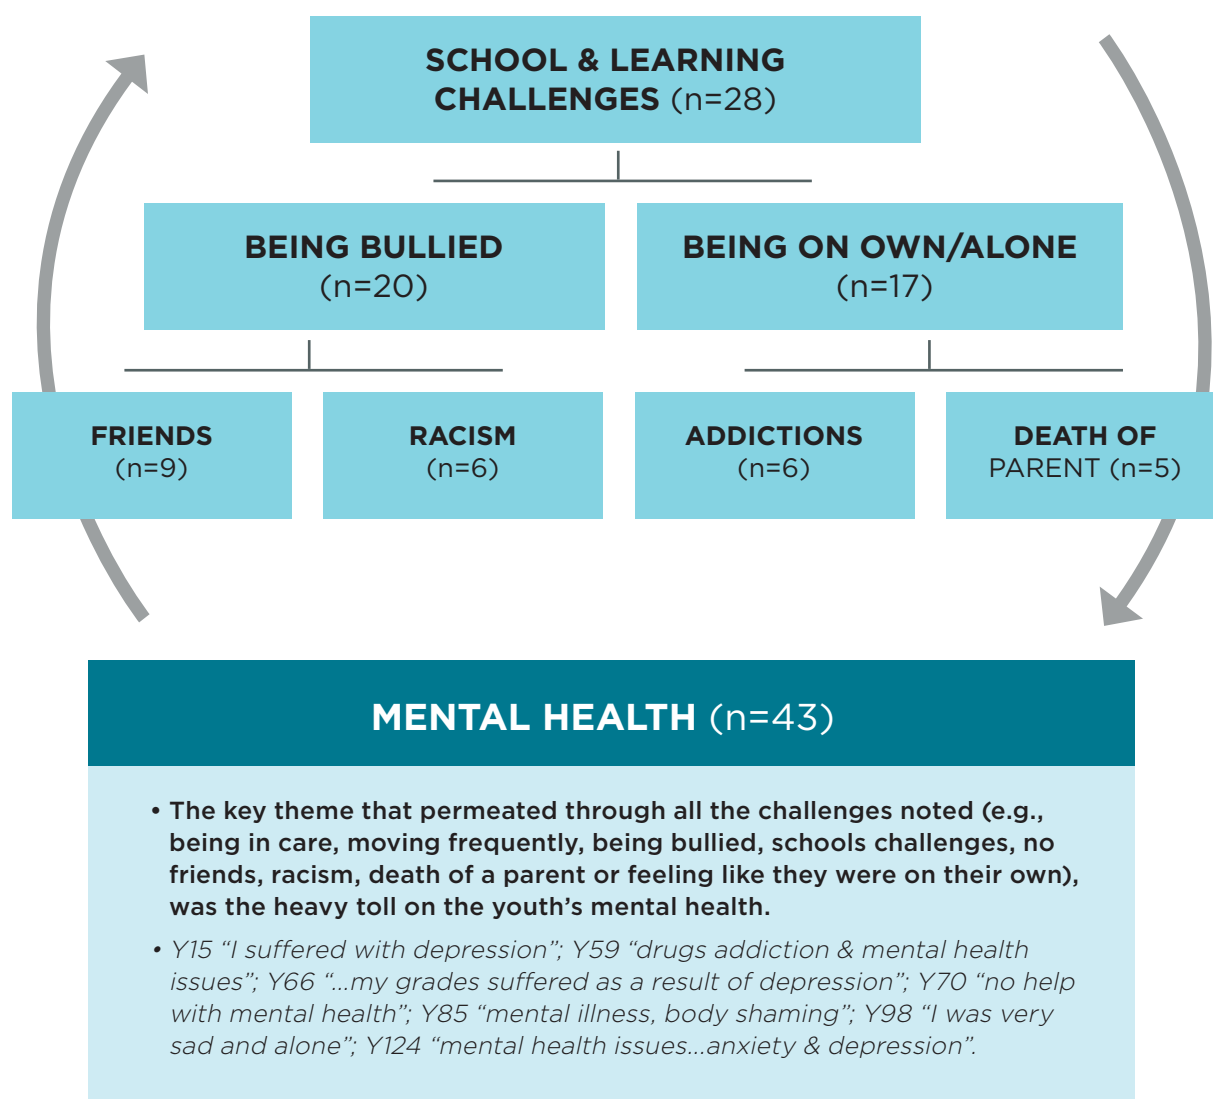 SCHOOL & LEARNING
CHALLENGES (n=28)
BEING BULLIED
(n=20)
BEING ON OWN/ALONE
(n=17)
FRIENDS
(n=9)
RACISM
(n=6)
ADDICTIONS
(n=6)
DEATH OF
PARENT (n=5)
MENTAL HEALTH (n=43)
• The key theme that permeated through all the challenges noted (e.g.,
being in care, moving frequently, being bullied, schools challenges, no
friends, racism, death of a parent or feeling like they were on their own),
was the heavy toll on the youth’s mental health.
• Y15 “I suffered with depression”; Y59 “drugs addiction & mental health
issues”; Y66 “...my grades suffered as a result of depression”; Y70 “no help
with mental health”; Y85 “mental illness, body shaming”; Y98 “I was very
sad and alone”; Y124 “mental health issues...anxiety & depression”.